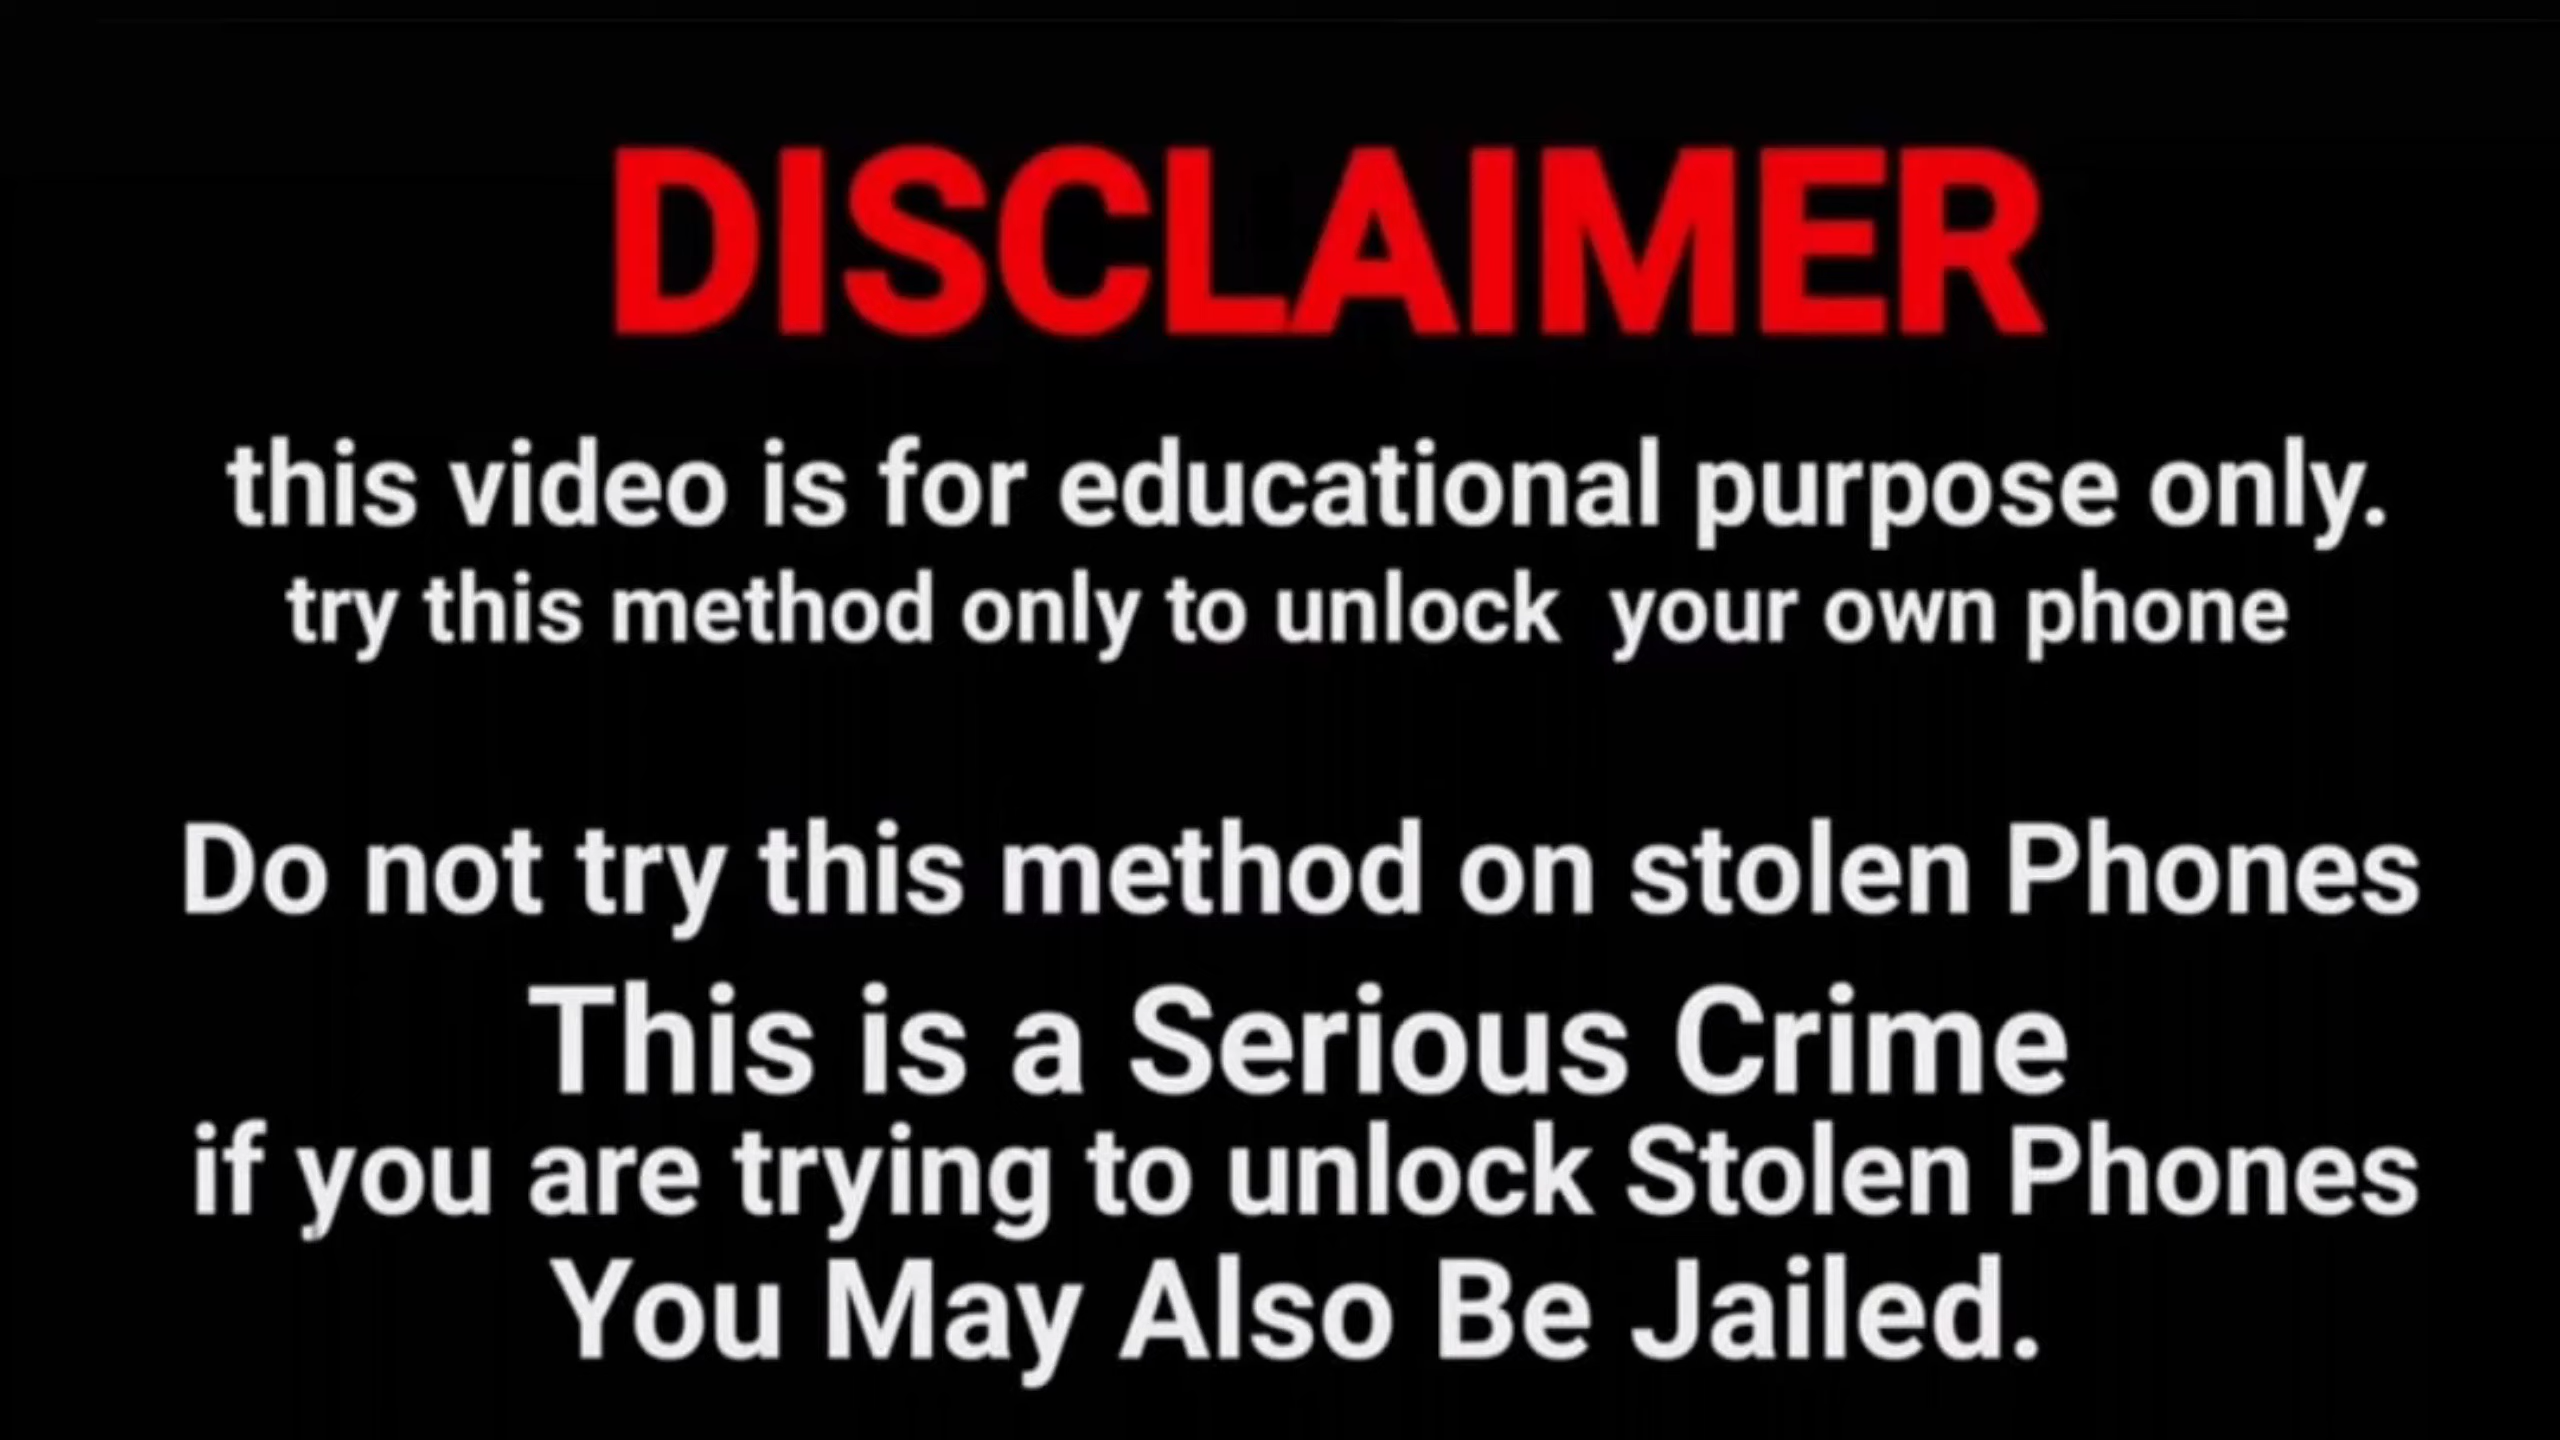 DISCLAIMER
this video is for educational purpose only.
try this method only to unlock your own phone
Do not try this method on stolen Phones
This is a Serious Crime
if you are trying to unlock Stolen Phones
You May Also Be Jailed.